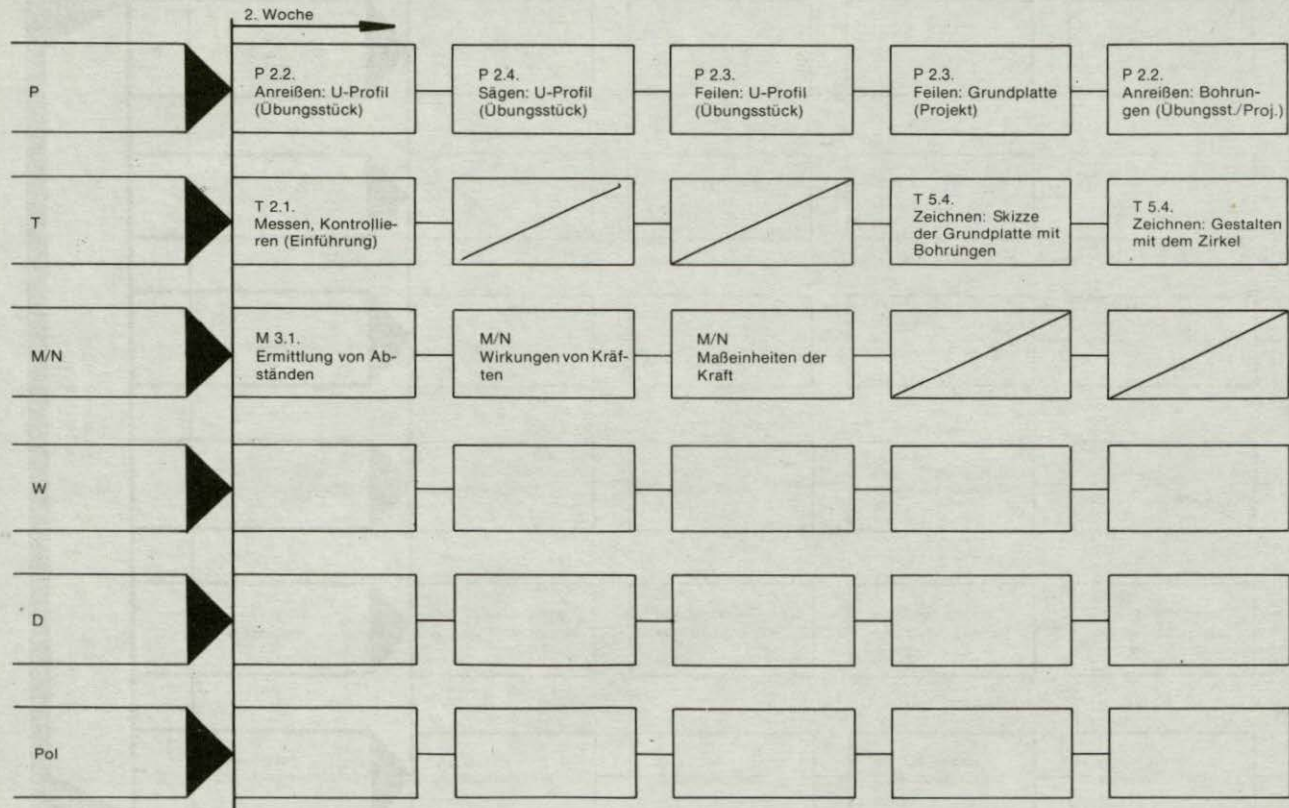 2. Woche
P
P 2.2.
Anreißen: U-Profil
(Übungsstück)
P 2.4.
Sägen: U-Profil
(Übungsstück)
P 2.3.
Feilen: U-Profil
(Übungsstück)
P 2.3.
Feilen: Grundplatte
(Projekt)
P 2.2.
Anreißen: Bohrun-
gen (Übungsst./Proj.)
T
T 2.1.
Messen, Kontrollie-
ren (Einführung)
T 5.4.
Zeichnen: Skizze
der Grundplatte mit
Bohrungen
T 5.4.
Zeichnen: Gestalten
mit dem Zirkel
M/N
M 3.1.
Ermittlung von Ab-
ständen
M/N
Wirkungen von Kräf-
ten
M/N
Maßeinheiten der
Kraft
W
D
Pol